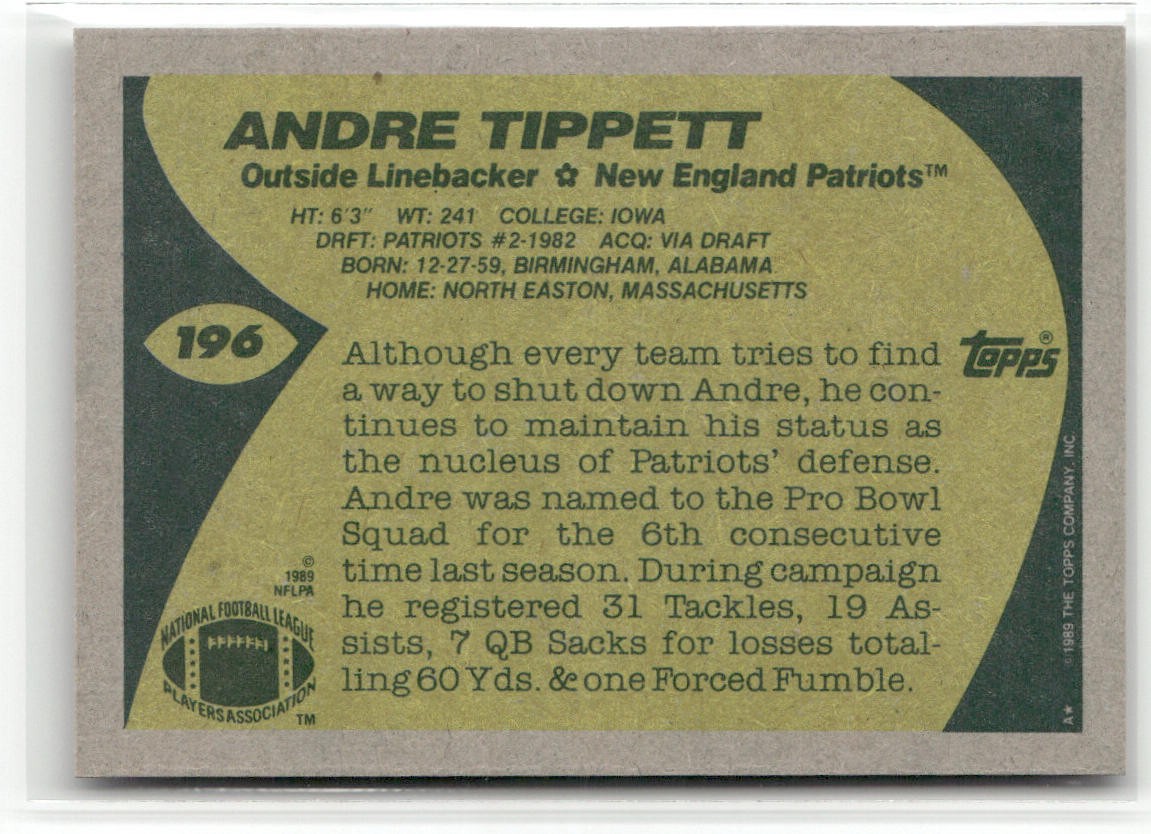 ANDRE TIPPETT
Outside Linebacker ✿ New England Patriots™
HT: 6'3" WT: 241 COLLEGE: IOWA
DRFT: PATRIOTS #2-1982 ACQ: VIA DRAFT
BORN: 12-27-59, BIRMINGHAM, ALABAMA
HOME: NORTH EASTON, MASSACHUSETTS
196
Although every team tries to find
a way to shut down Andre, he con-
tinues to maintain his status as
the nucleus of Patriots' defense.
Andre was named to the Pro Bowl
Squad for the 6th consecutive
time last season. During campaign
he registered 31 Tackles, 19 As-
sists, 7 QB Sacks for losses total-
ling 60 Yds. & one Forced Fumble.
topps®
©
1989
NFLPA
NATIONAL FOOTBALL LEAGUE
PLAYERS ASSOCIATION
TM
©1989 THE TOPPS COMPANY, INC.
A★